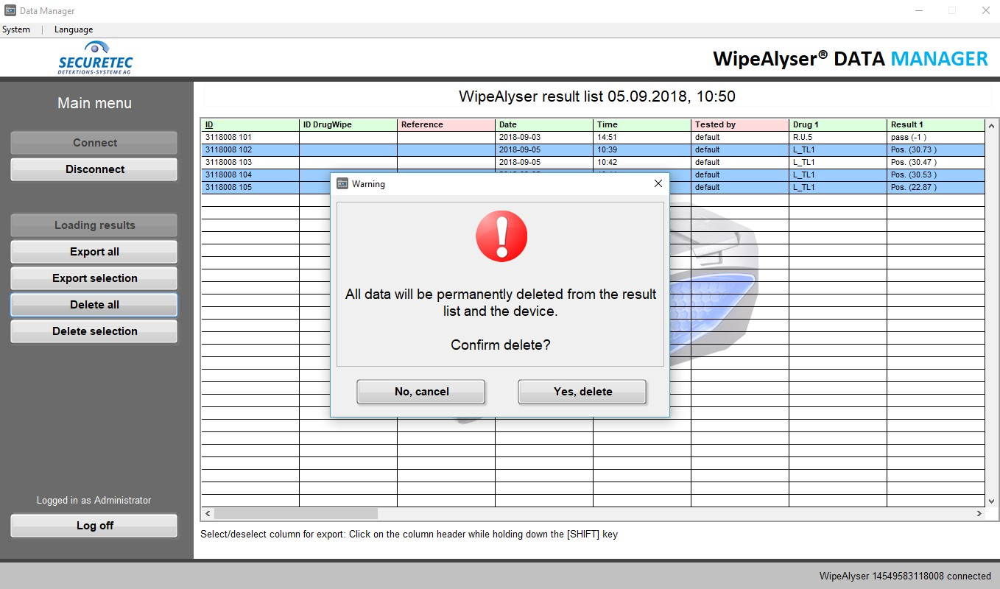 Data Manager
System | Language
SECURETEC
DETEKTIONS-SYSTEME AG
WipeAlyser® DATA MANAGER
Main menu
Connect
Disconnect
Loading results
Export all
Export selection
Delete all
Delete selection
Logged in as Administrator
Log off
WipeAlyser result list 05.09.2018, 10:50
ID ID DrugWipe Reference Date Time Tested by Drug 1 Result 1
3118008 101 2018-09-03 14:51 default R.U.5 pass (-1 )
3118008 102 2018-09-05 10:39 default L_TL1 Pos. (30.73 )
3118008 103 2018-09-05 10:42 default L_TL1 Pos. (30.47 )
3118008 104 default L_TL1 Pos. (30.53 )
3118008 105 default L_TL1 Pos. (22.87 )
Warning
All data will be permanently deleted from the result
list and the device.
Confirm delete?
No, cancel
Yes, delete
Select/deselect column for export: Click on the column header while holding down the [SHIFT] key
WipeAlyser 14549583118008 connected